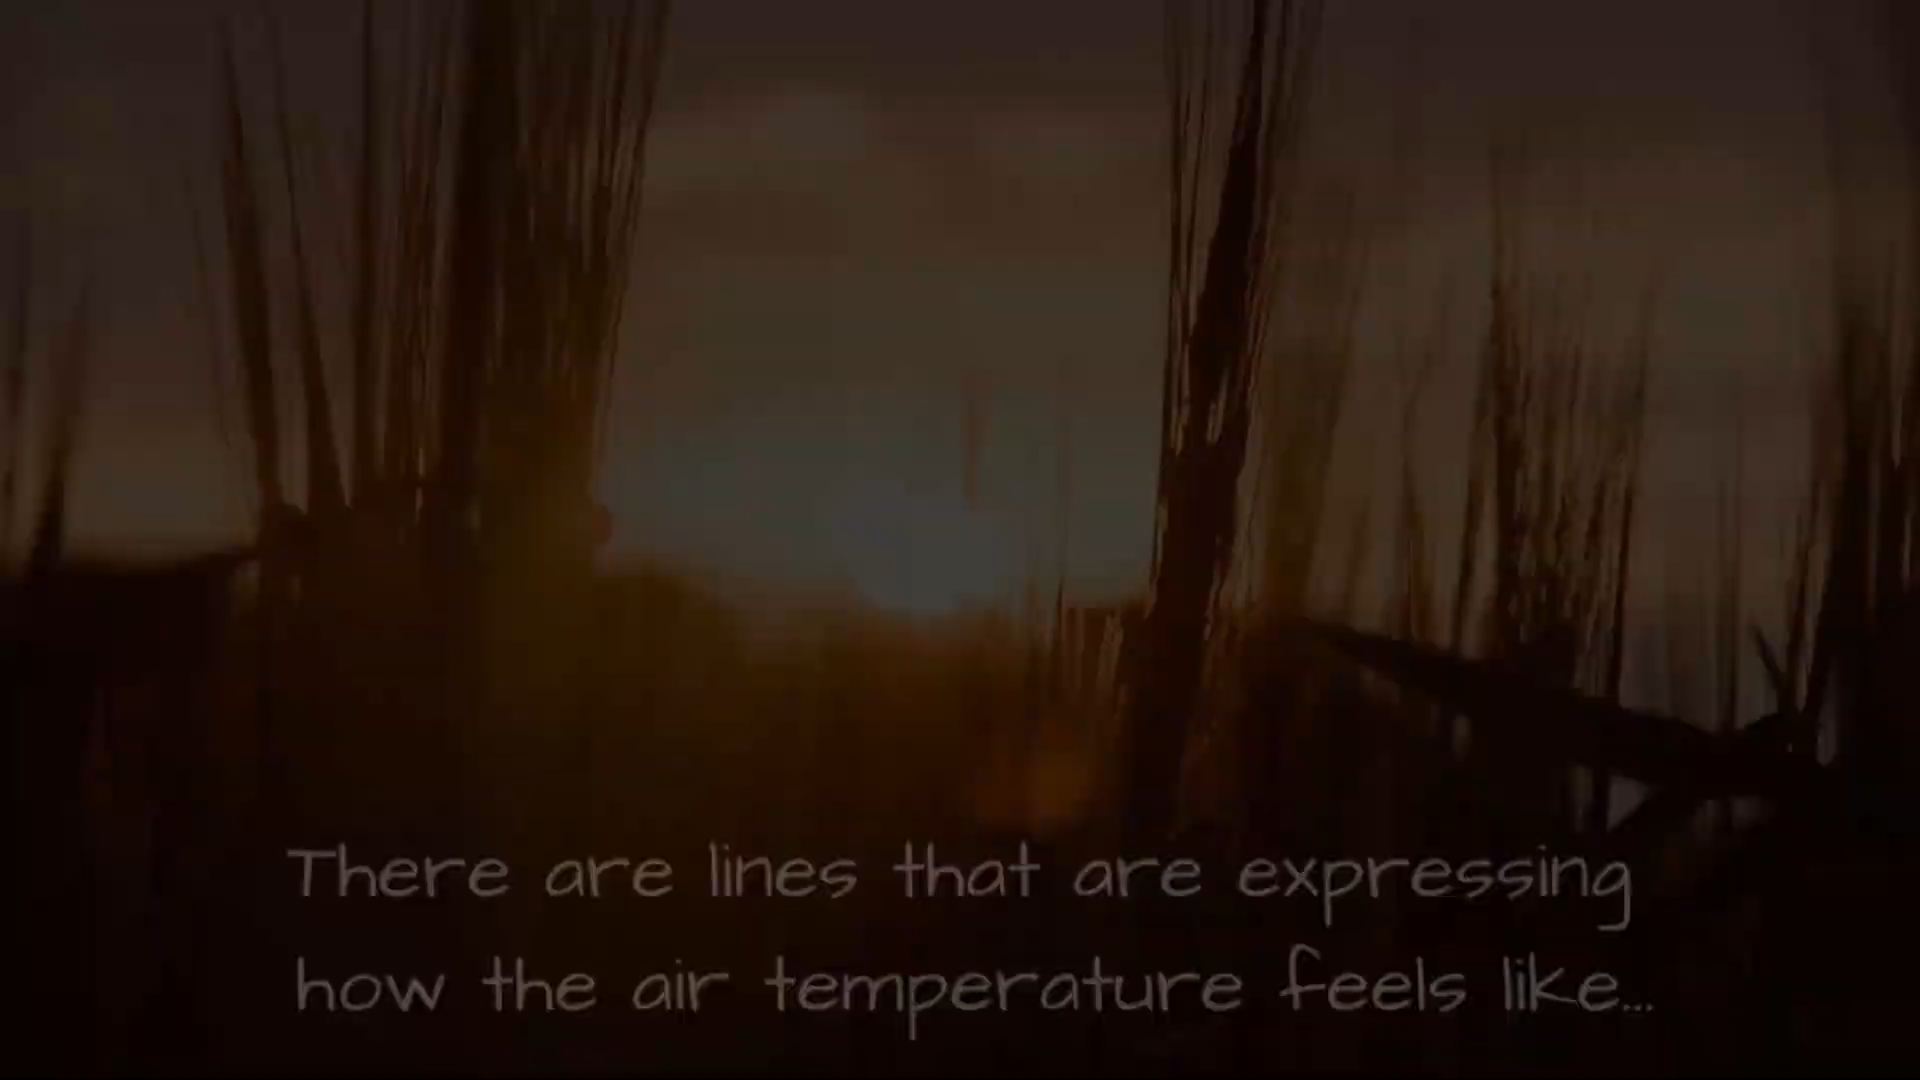 There are lines that are expressing
how the air temperature feels like...